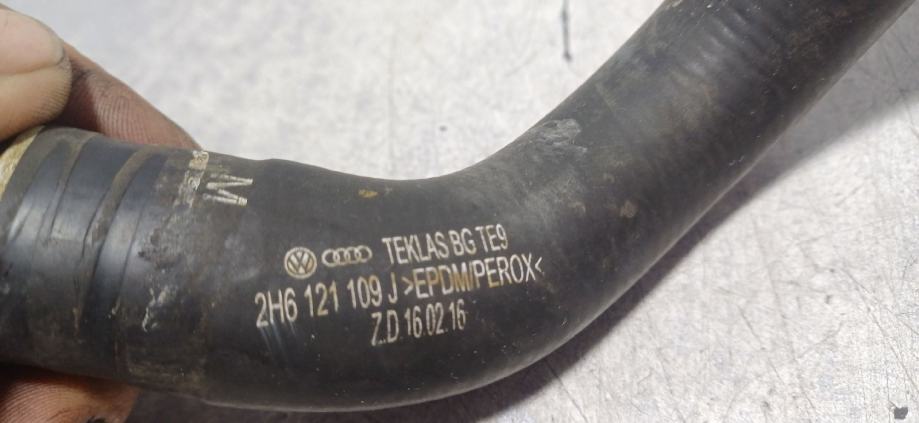 M
TEKLAS BG TE9
2H6 121 109 J >EPDM/PEROX<
Z.D 16.02.16